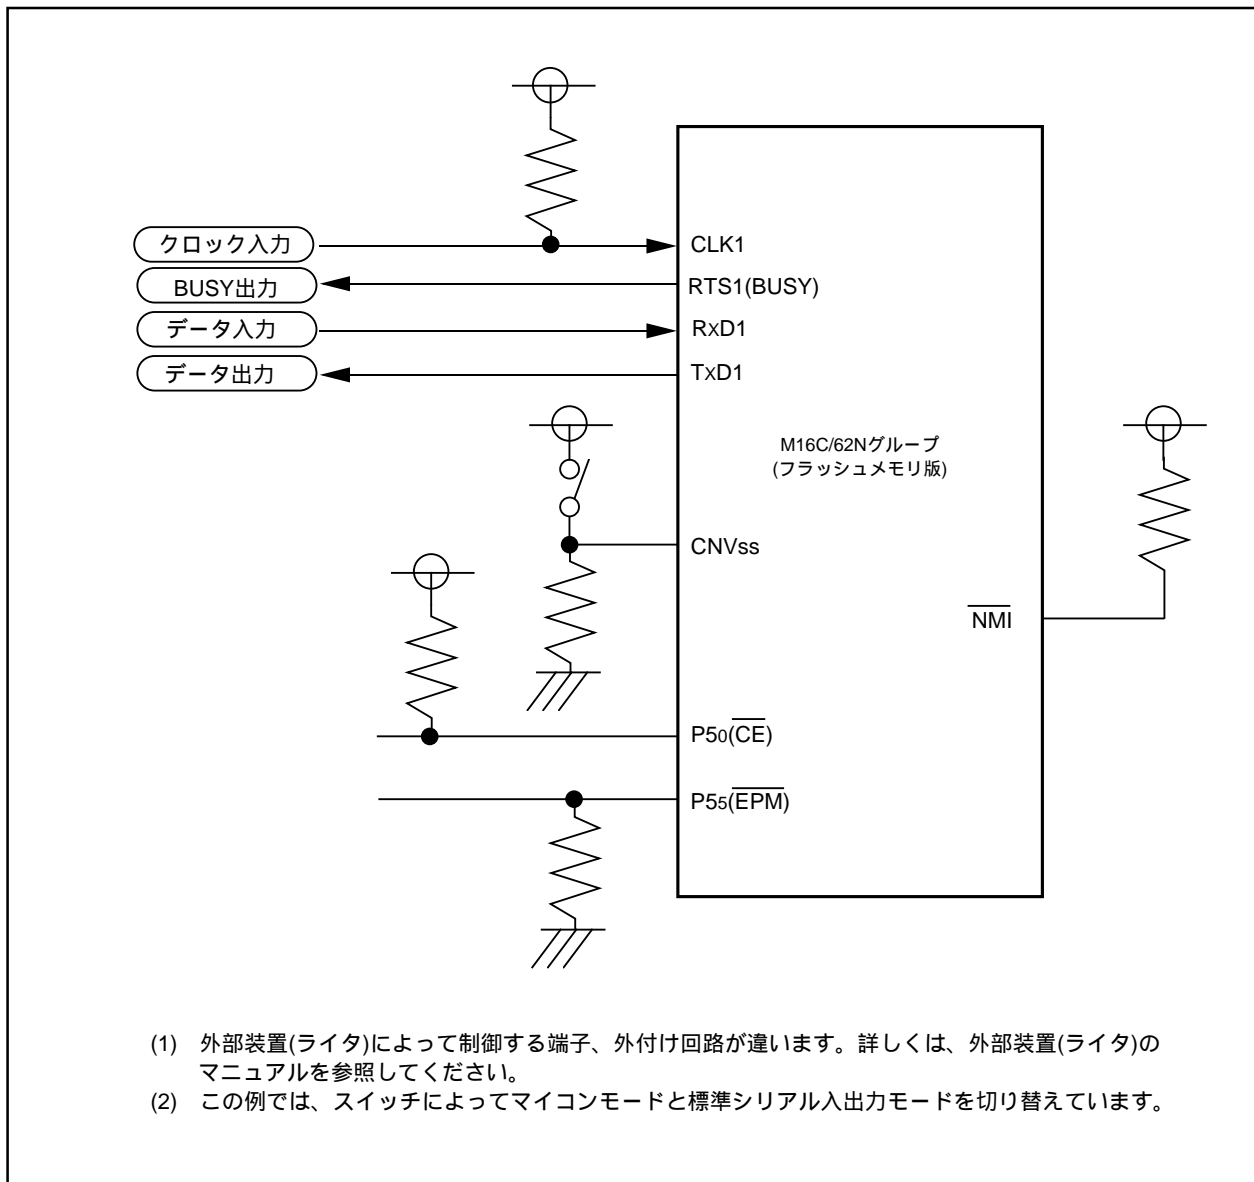 クロック入力
CLK1
BUSY出力
RTS1(BUSY)
データ入力
RxD1
データ出力
TxD1
M16C/62Nグループ
(フラッシュメモリ版)
CNVss
NMI
P50(CE)
P55(EPM)
(1) 外部装置(ライタ)によって制御する端子、外付け回路が違います。詳しくは、外部装置(ライタ)の
マニュアルを参照してください。
(2) この例では、スイッチによってマイコンモードと標準シリアル入出力モードを切り替えています。